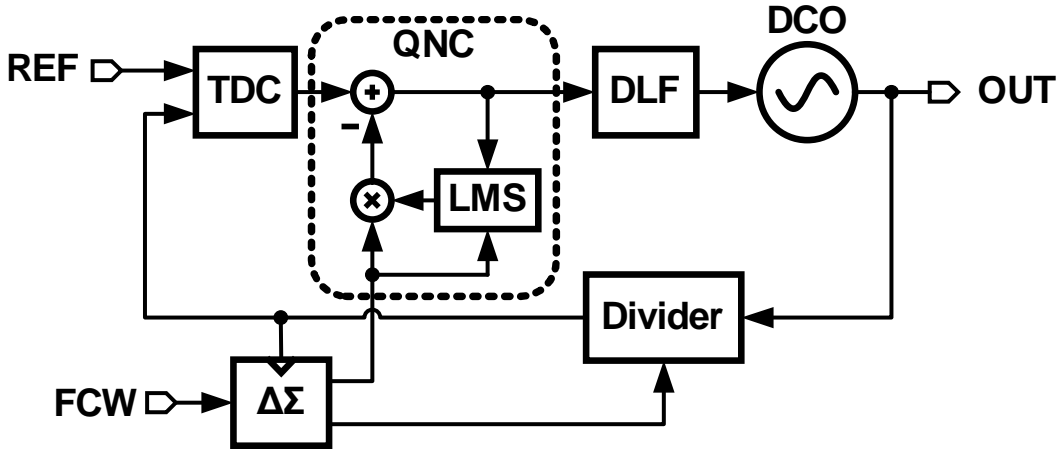 DCO
QNC
REF
TDC
+
−
DLF
OUT
×
LMS
Divider
FCW
ΔΣ